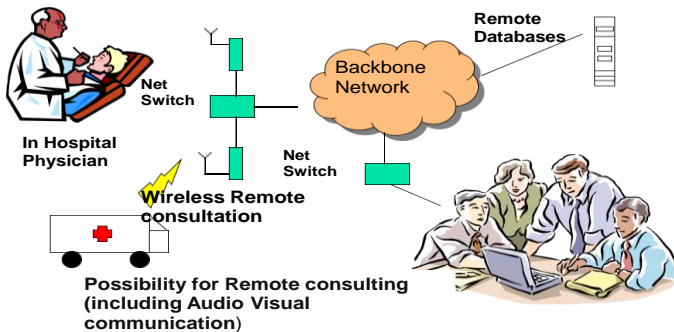 Remote
Databases
Backbone
Network
Net
Switch
In Hospital
Physician
Net
Switch
Wireless Remote
consultation
Possibility for Remote consulting
(including Audio Visual
communication)